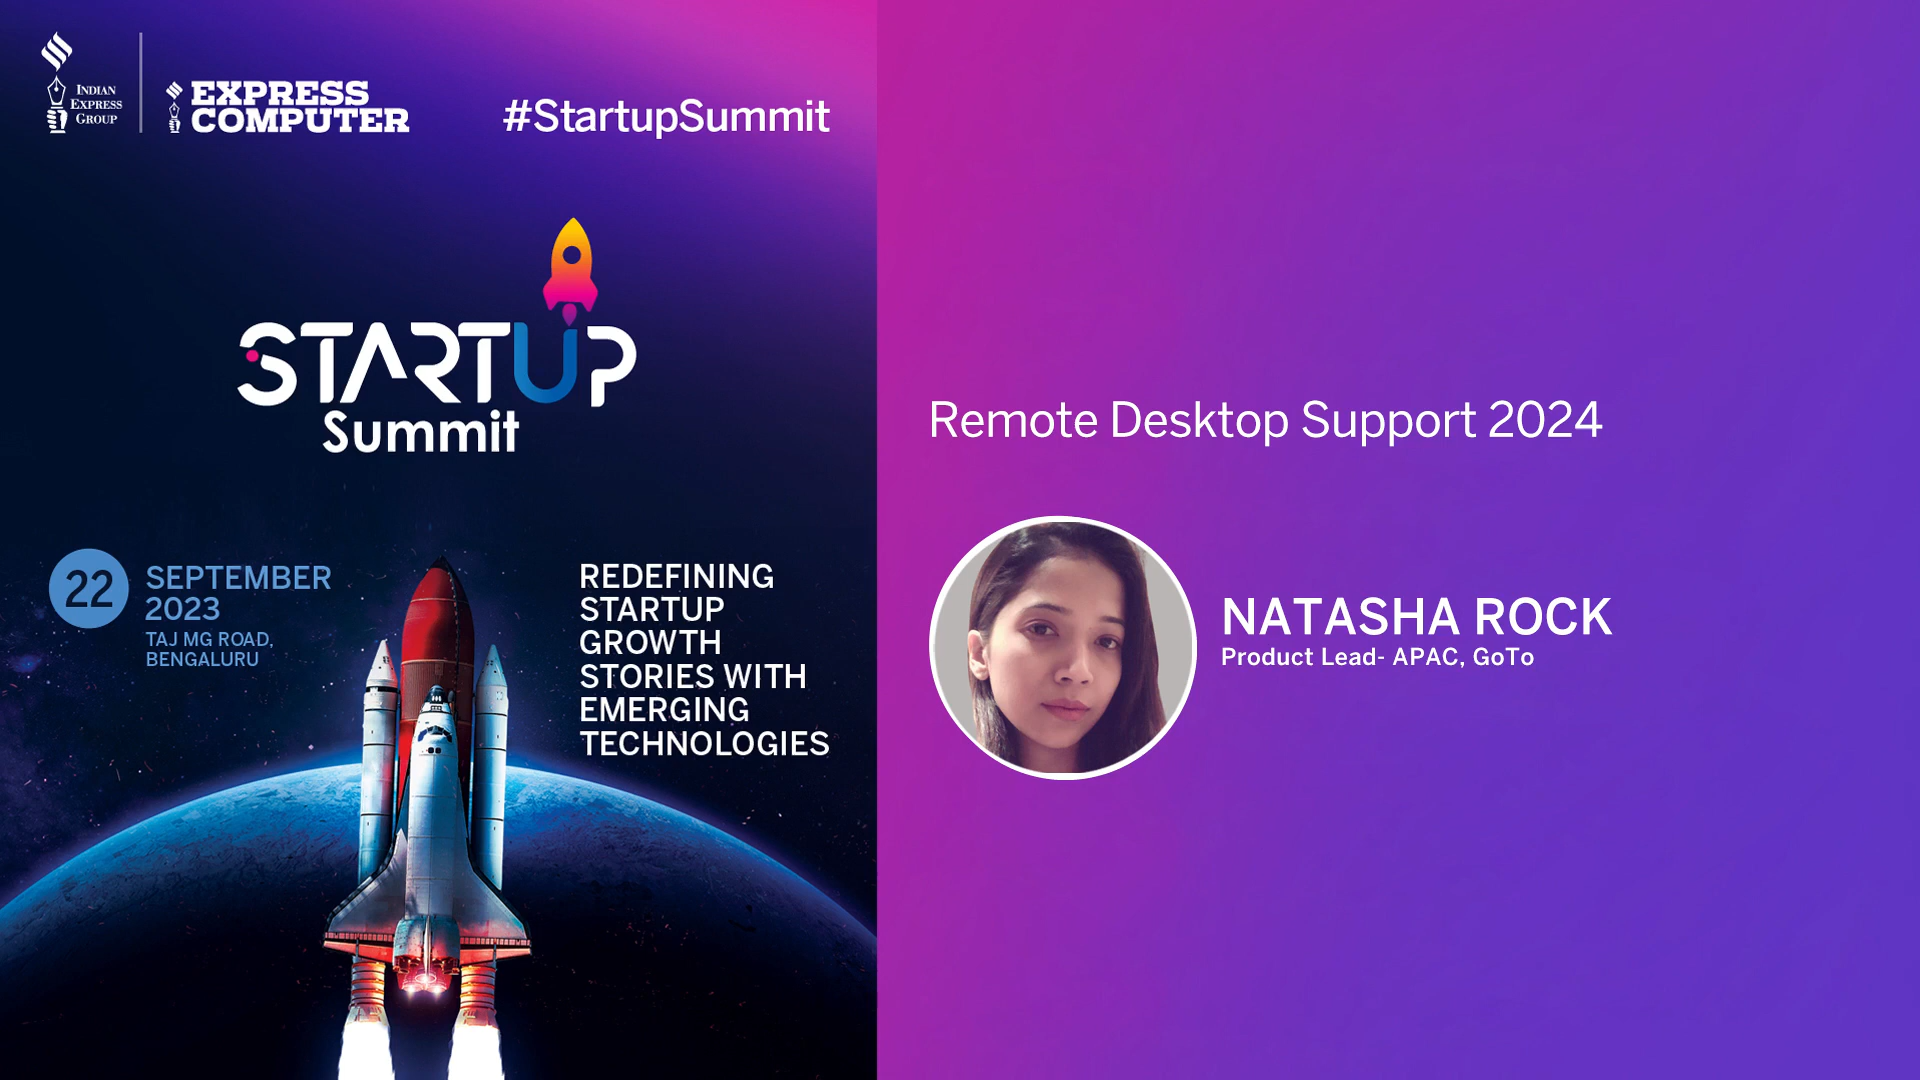 INDIAN
EXPRESS
GROUP
EXPRESS
COMPUTER
#StartupSummit
STARTUP
Summit
22
SEPTEMBER
2023
TAJ MG ROAD,
BENGALURU
REDEFINING
STARTUP
GROWTH
STORIES WITH
EMERGING
TECHNOLOGIES
Remote Desktop Support 2024
NATASHA ROCK
Product Lead- APAC, GoTo